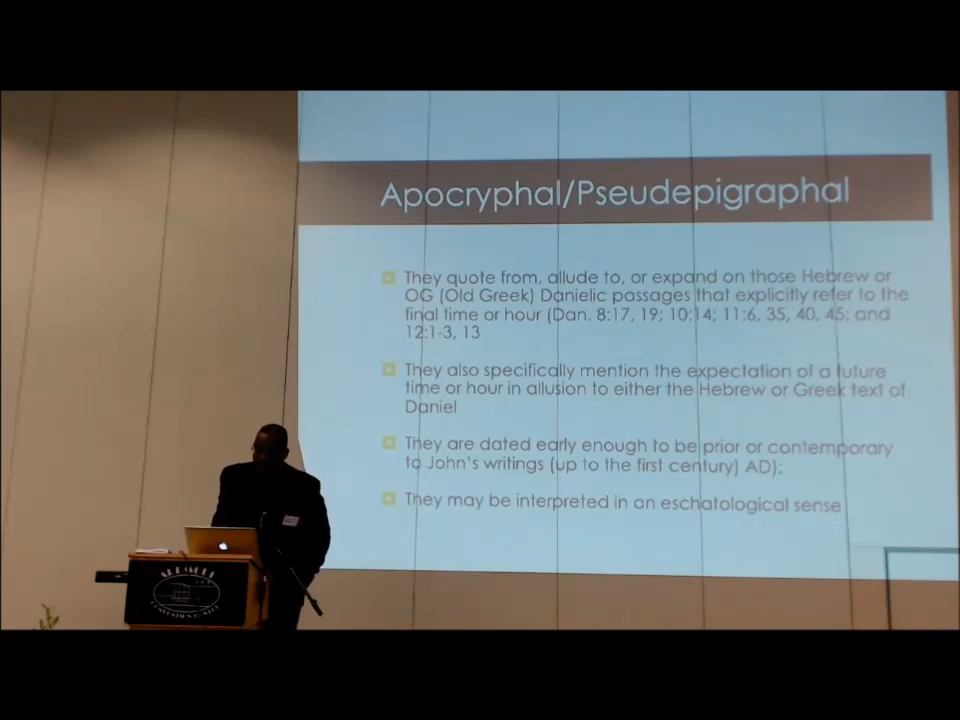 Apocryphal/Pseudepigraphal
They quote from, allude to, or expand on those Hebrew or
OG (Old Greek) Danielic passages that explicitly refer to the
final time or hour (Dan. 8:17, 19; 10:14; 11:6, 35, 40, 45; and
12:1-3, 13
They also specifically mention the expectation of a future
time or hour in allusion to either the Hebrew or Greek text of
Daniel
They are dated early enough to be prior or contemporary
to John's writings (up to the first century) AD);
They may be interpreted in an eschatological sense